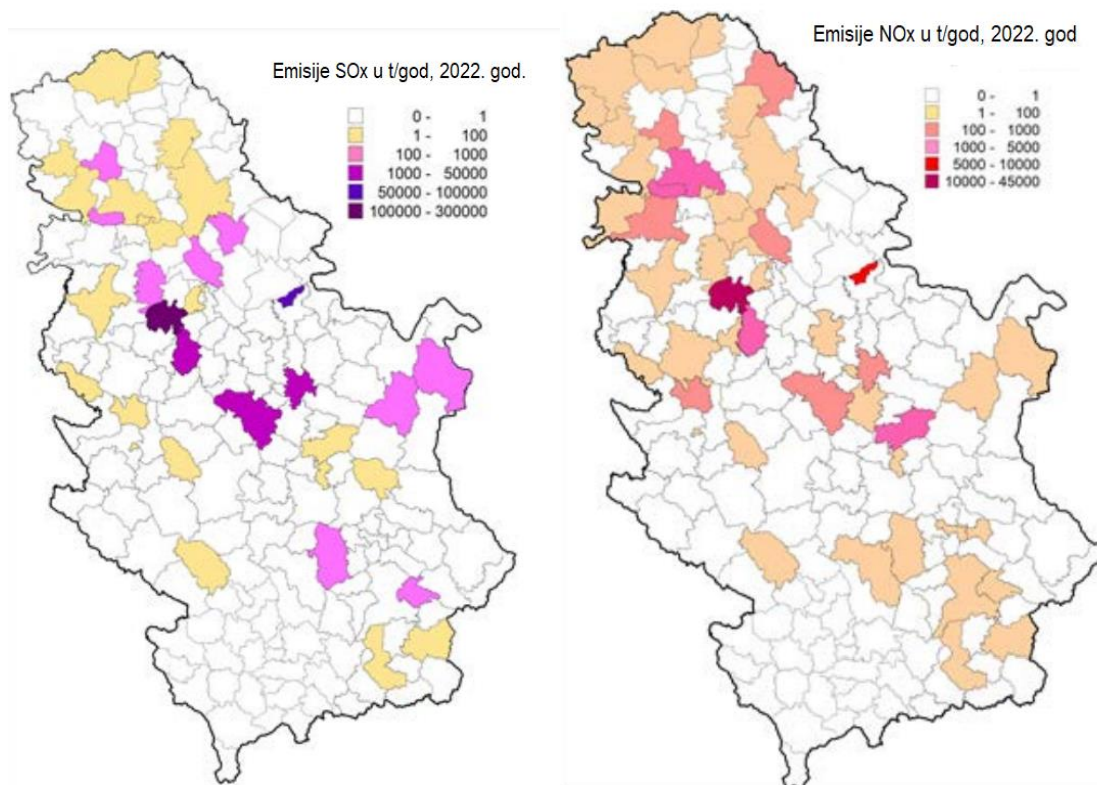 Emisije SOx u t/god, 2022. god.
0 - 1
1 - 100
100 - 1000
1000 - 50000
50000 - 100000
100000 - 300000
Emisije NOx u t/god, 2022. god
0 - 1
1 - 100
100 - 1000
1000 - 5000
5000 - 10000
10000 - 45000